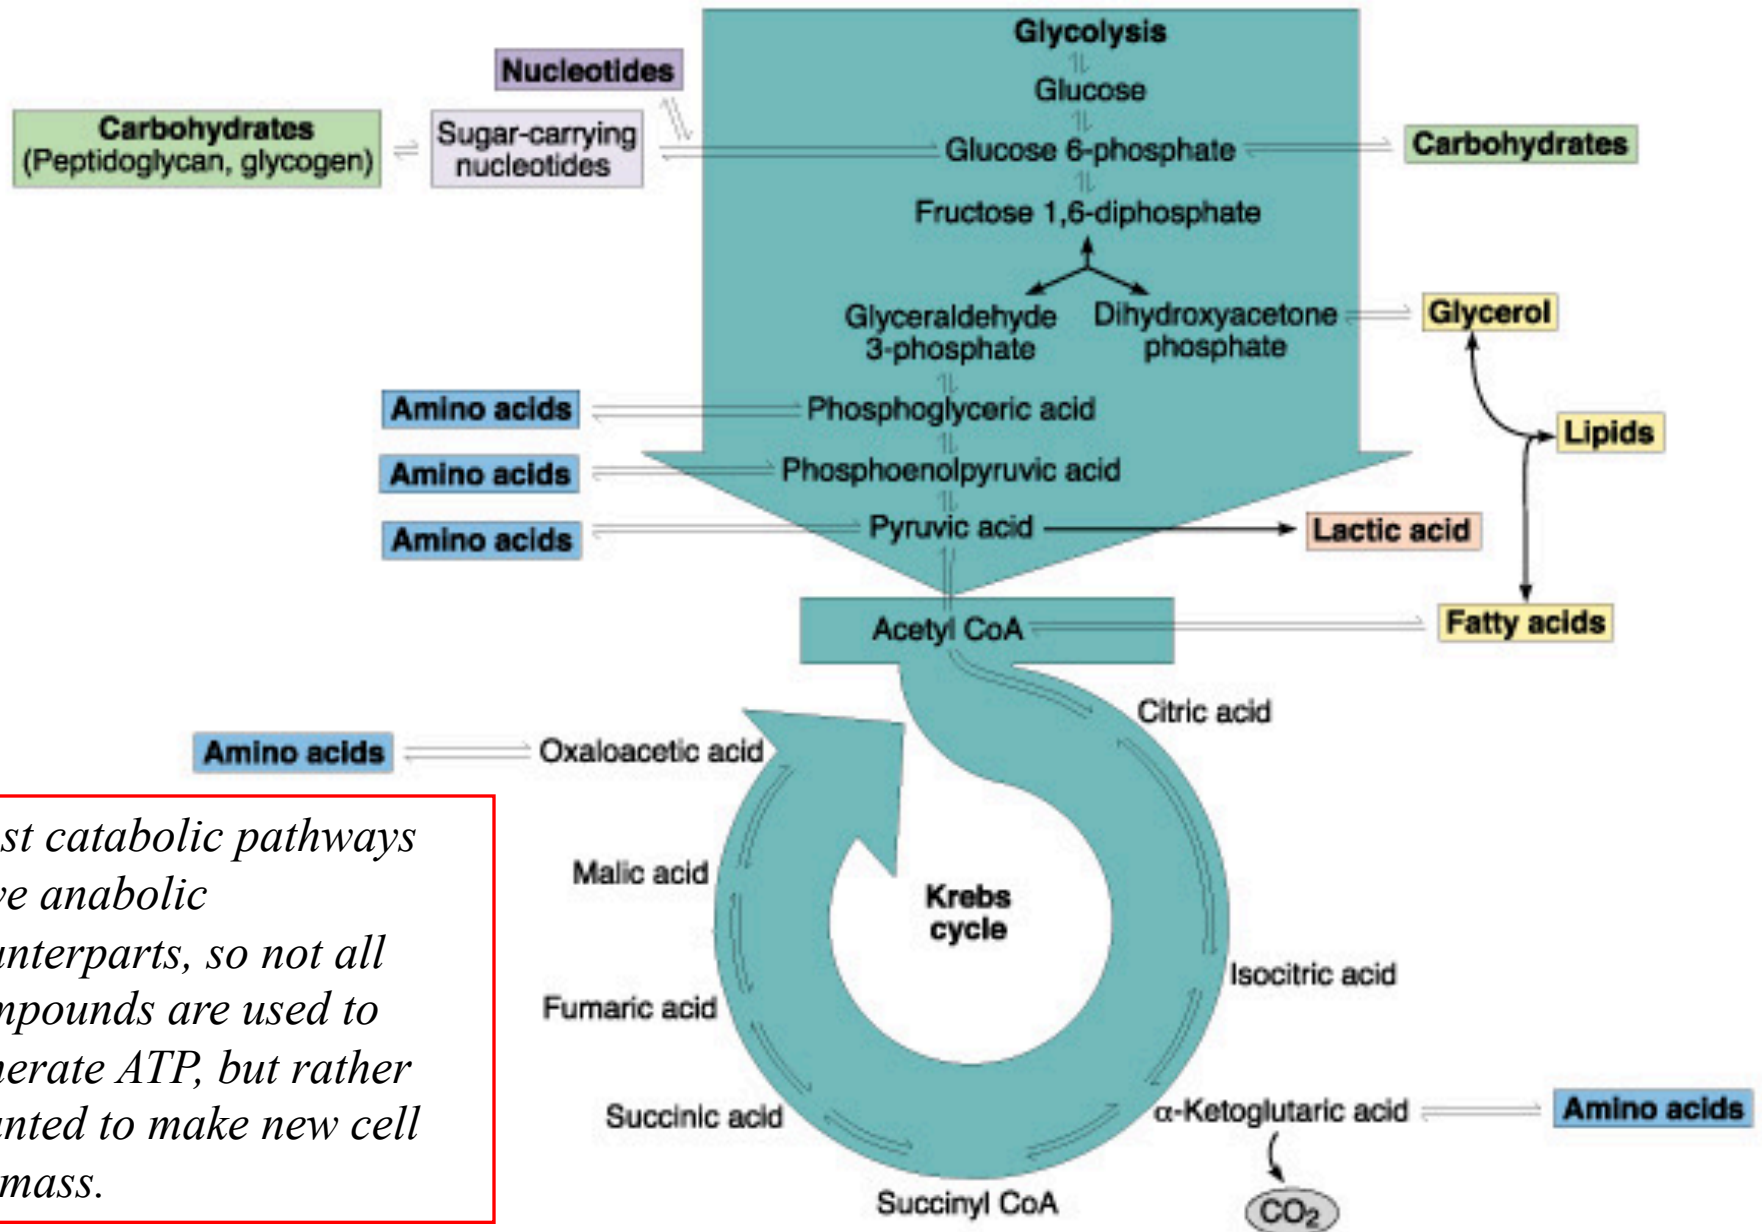 Glycolysis
Nucleotides
Glucose
Carbohydrates
(Peptidoglycan, glycogen)
Sugar-carrying
nucleotides
Glucose 6-phosphate
Carbohydrates
Fructose 1,6-diphosphate
Glyceraldehyde
3-phosphate
Dihydroxyacetone
phosphate
Glycerol
Amino acids
Phosphoglyceric acid
Lipids
Amino acids
Phosphoenolpyruvic acid
Amino acids
Pyruvic acid
Lactic acid
Acetyl CoA
Fatty acids
Citric acid
Amino acids
Oxaloacetic acid
st catabolic pathways
ve anabolic
unterparts, so not all
mpounds are used to
nerate ATP, but rather
unted to make new cell
mass.
Malic acid
Krebs
cycle
Isocitric acid
Fumaric acid
Succinic acid
α-Ketoglutaric acid
Amino acids
Succinyl CoA
CO₂